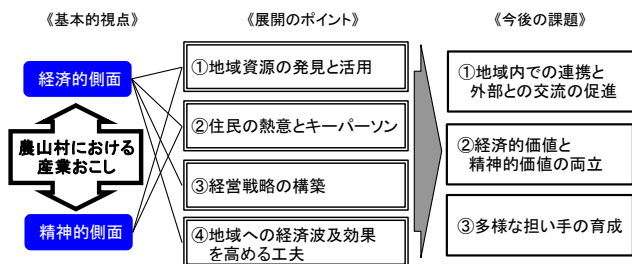 《基本的視点》
《展開のポイント》
《今後の課題》
経済的側面
農山村における
産業おこし
精神的側面
①地域資源の発見と活用
②住民の熱意とキーパーソン
③経営戦略の構築
④地域への経済波及効果
を高める工夫
①地域内での連携と
外部との交流の促進
②経済的価値と
精神的価値の両立
③多様な担い手の育成